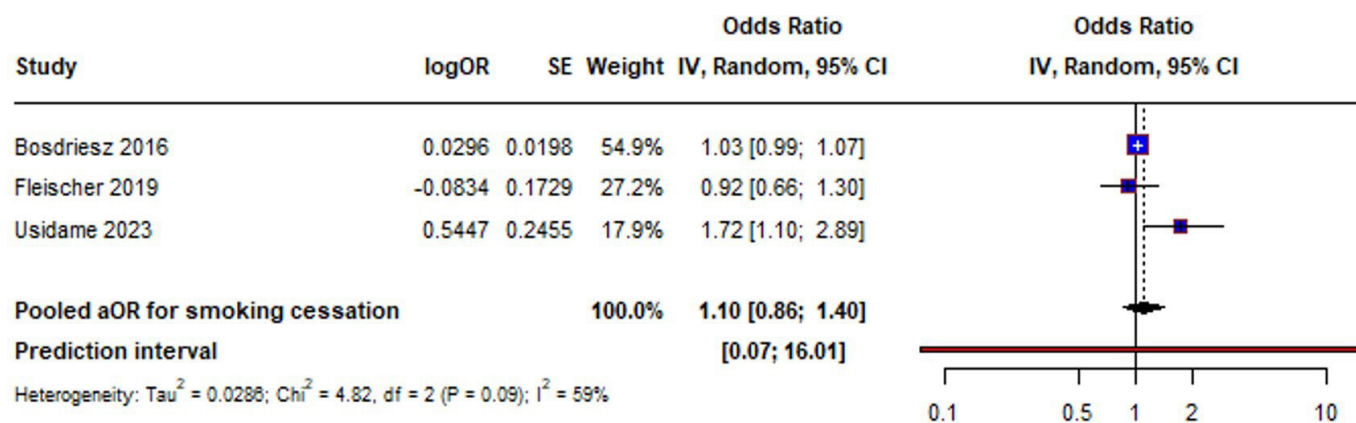 Odds Ratio Odds Ratio
Study logOR SE Weight IV, Random, 95% CI IV, Random, 95% CI
Bosdriesz 2016 0.0296 0.0198 54.9% 1.03 [0.99; 1.07]
Fleischer 2019 -0.0834 0.1729 27.2% 0.92 [0.66; 1.30]
Usidame 2023 0.5447 0.2455 17.9% 1.72 [1.10; 2.89]
Pooled aOR for smoking cessation 100.0% 1.10 [0.86; 1.40]
Prediction interval [0.07; 16.01]
Heterogeneity: Tau² = 0.0286; Chi² = 4.82, df = 2 (P = 0.09); I² = 59%
0.1 0.5 1 2 10